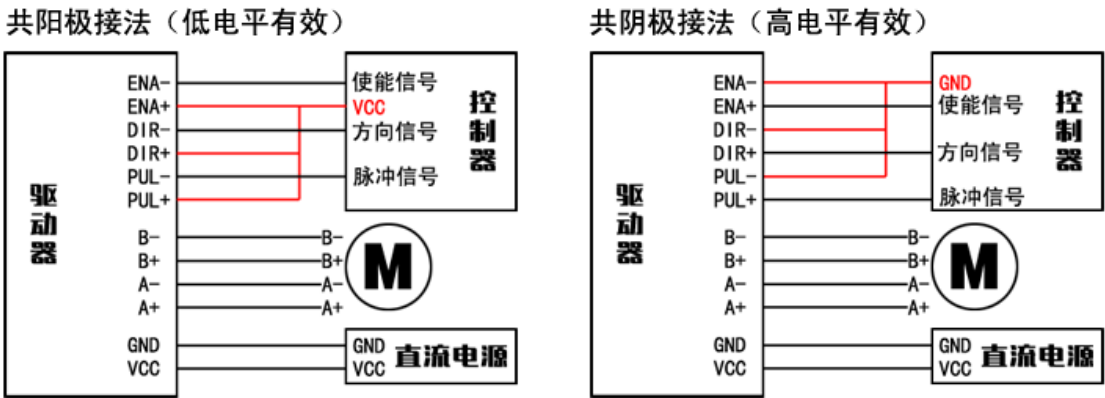 共阳极接法（低电平有效）
驱动器
ENA-
ENA+
DIR-
DIR+
PUL-
PUL+
B-
B+
A-
A+
GND
VCC
使能信号
VCC
方向信号
脉冲信号
控制器
B-
B+
A-
A+
M
GND
VCC
直流电源
共阴极接法（高电平有效）
驱动器
ENA-
ENA+
DIR-
DIR+
PUL-
PUL+
B-
B+
A-
A+
GND
VCC
GND
使能信号
方向信号
脉冲信号
控制器
B-
B+
A-
A+
M
GND
VCC
直流电源